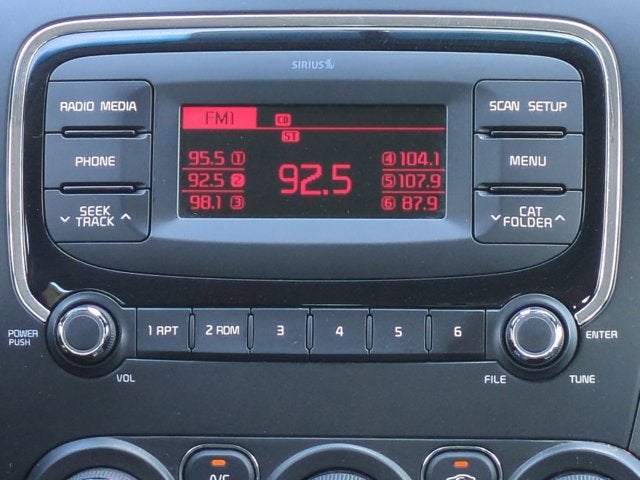 SIRIUS
RADIO MEDIA
PHONE
SEEK
TRACK
FM1 CD
ST
95.5 1
92.5 2
98.1 3
92.5
4 104.1
5 107.9
6 87.9
SCAN SETUP
MENU
CAT
FOLDER
POWER
PUSH
VOL
1 RPT
2 RDM
3
4
5
6
ENTER
FILE
TUNE
A/C